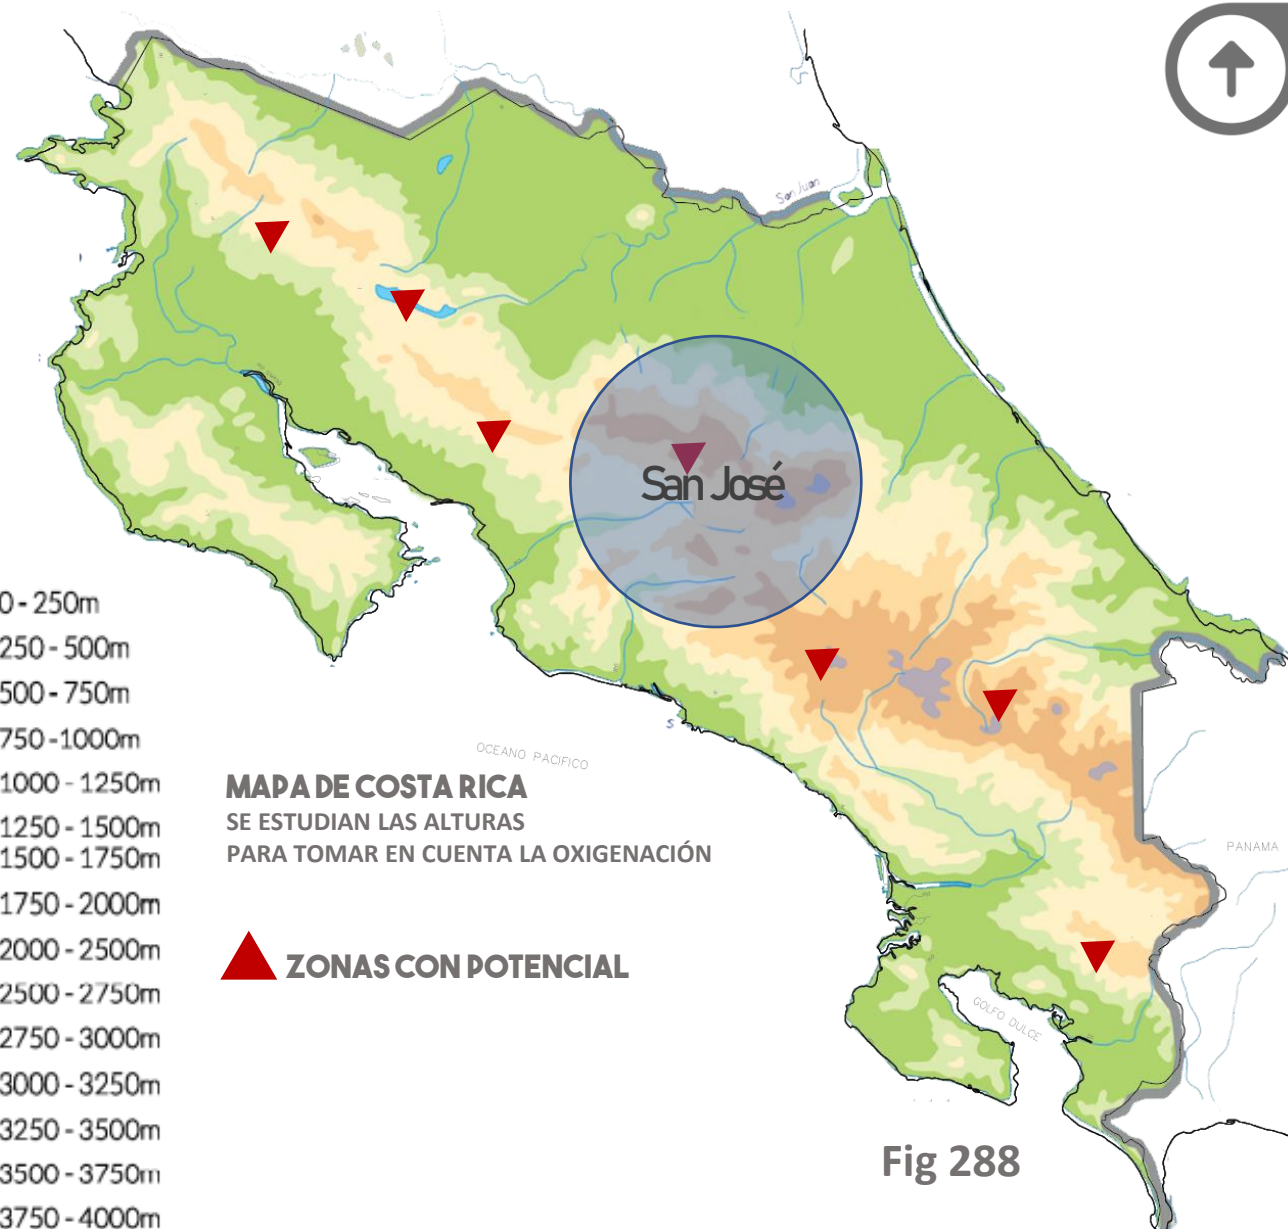 San Juan
San José
0 - 250m
250 - 500m
500 - 750m
750 - 1000m
1000 - 1250m
1250 - 1500m
1500 - 1750m
1750 - 2000m
2000 - 2500m
2500 - 2750m
2750 - 3000m
3000 - 3250m
3250 - 3500m
3500 - 3750m
3750 - 4000m
OCEANO PACIFICO
MAPA DE COSTA RICA
SE ESTUDIAN LAS ALTURAS
PARA TOMAR EN CUENTA LA OXIGENACIÓN
ZONAS CON POTENCIAL
PANAMA
GOLFO DULCE
Fig 288